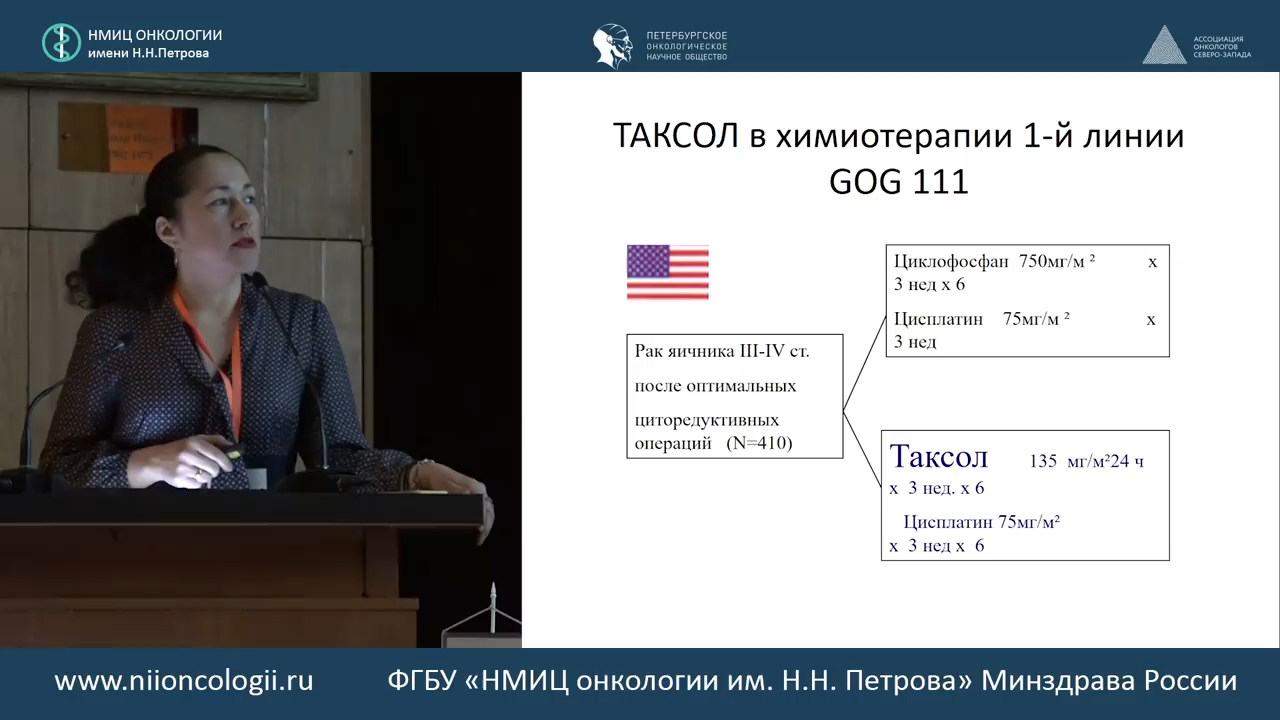 НМИЦ ОНКОЛОГИИ
имени Н.Н.Петрова
ПЕТЕРБУРГСКОЕ
ОНКОЛОГИЧЕСКОЕ
НАУЧНОЕ ОБЩЕСТВО
АССОЦИАЦИЯ
ОНКОЛОГОВ
СЕВЕРО-ЗАПАДА
ТАКСОЛ в химиотерапии 1-й линии
GOG 111
Рак яичника III-IV ст.
после оптимальных
циторедуктивных
операций (N=410)
Циклофосфан 750мг/м ² х
3 нед х 6
Цисплатин 75мг/м ² х
3 нед
Таксол 135 мг/м²24 ч
х 3 нед. х 6
Цисплатин 75мг/м²
х 3 нед х 6
www.niioncologii.ru
ФГБУ «НМИЦ онкологии им. Н.Н. Петрова» Минздрава России